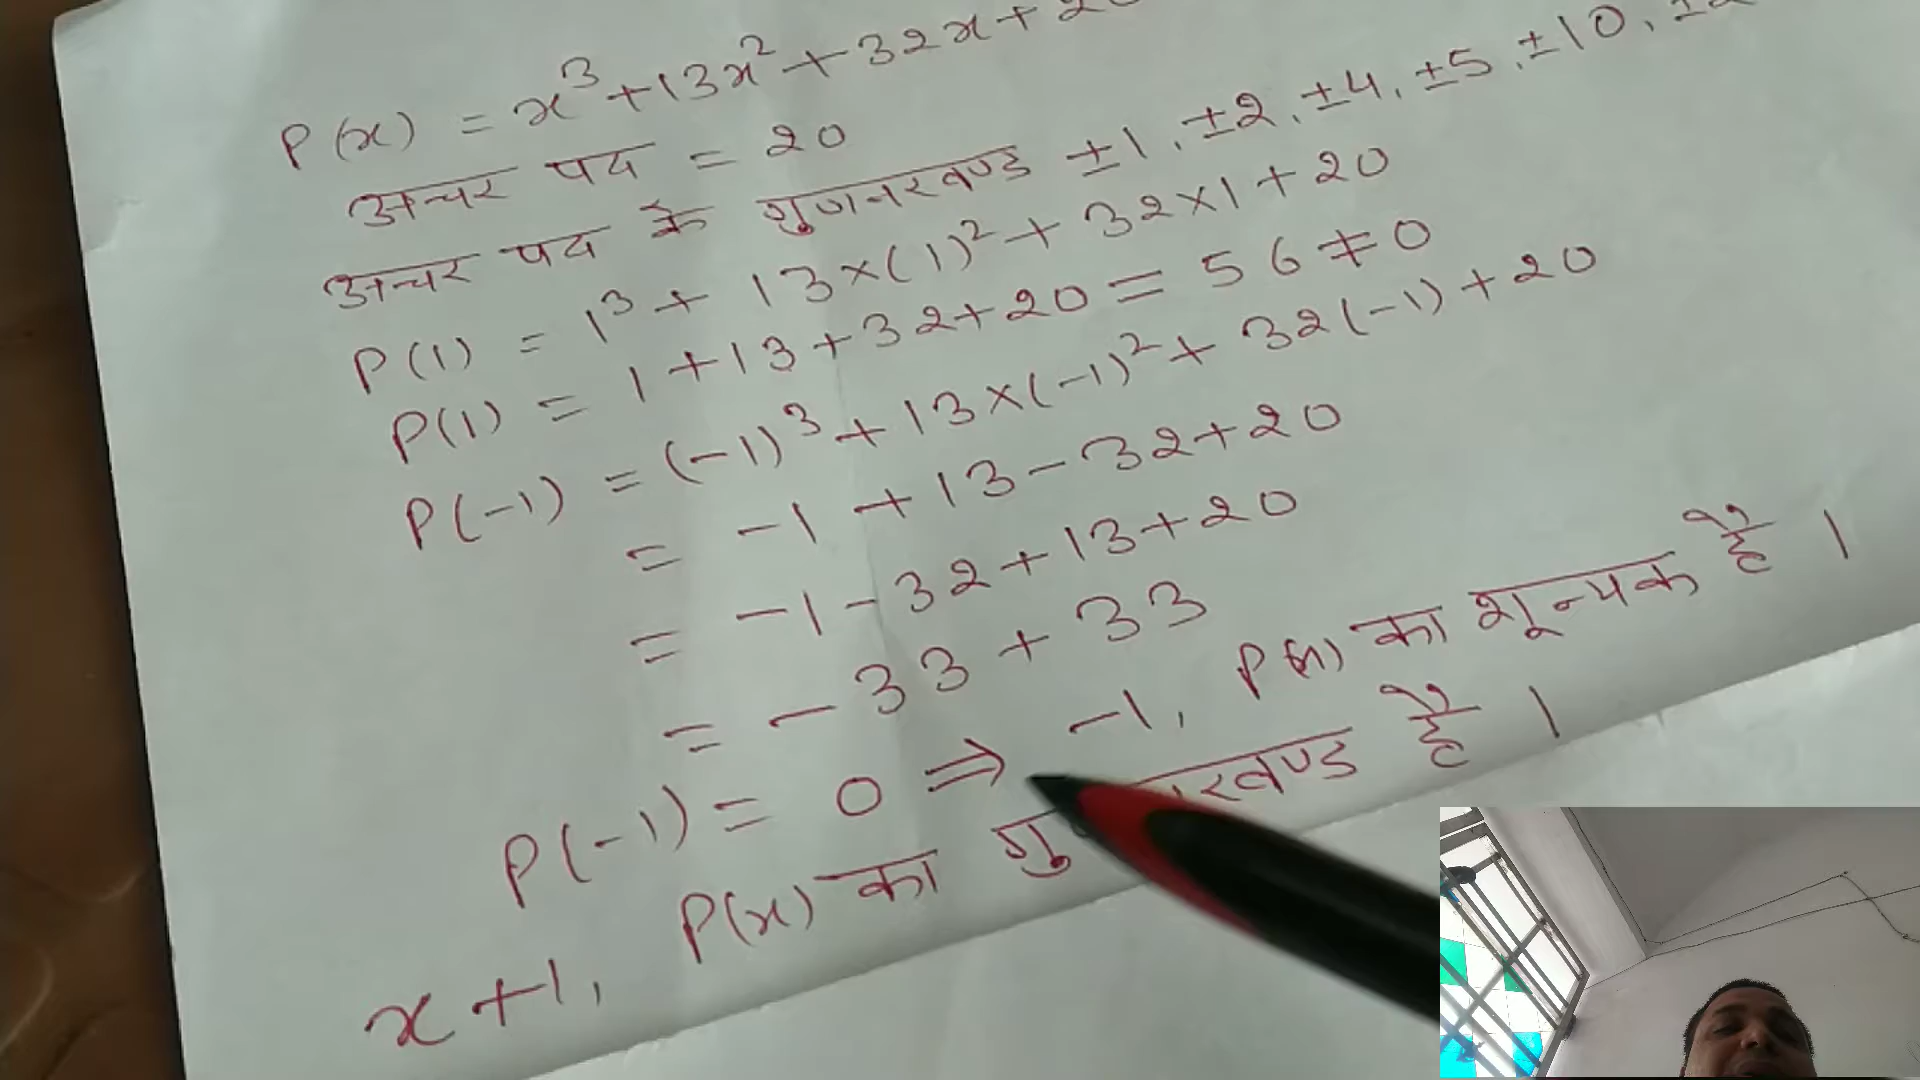 P(x) = x³+13x²+32x+20
अचर पद = 20
अचर पद के गुणनखण्ड ±1, ±2, ±4, ±5, ±10, ±2
P(1) = 1³ + 13×(1)² + 32×1+20
P(1) = 1+13+32+20 = 56 ≠ 0
P(-1) = (-1)³+13×(-1)²+ 32(-1)+20
= -1 +13-32+20
= -1-32+13+20
= -33+33
P(-1) = 0 ⇒ -1, P(x) का शून्यक है ।
x+1, P(x) का गुणनखण्ड है ।